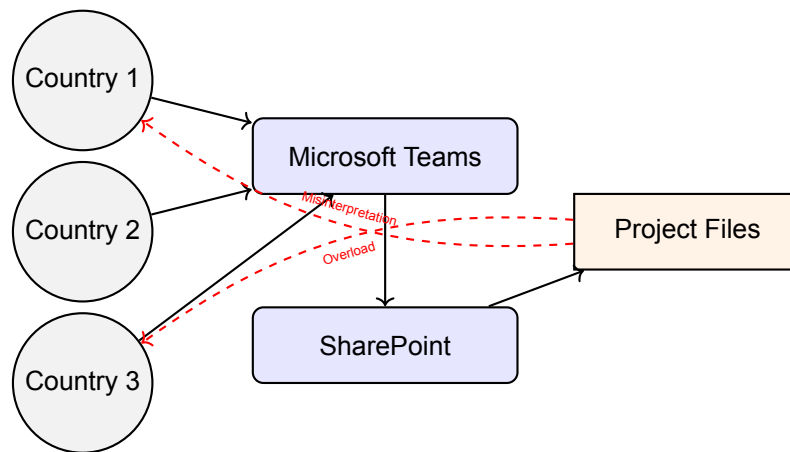 Country 1
Microsoft Teams
Misinterpretation
Country 2
Project Files
Overload
SharePoint
Country 3